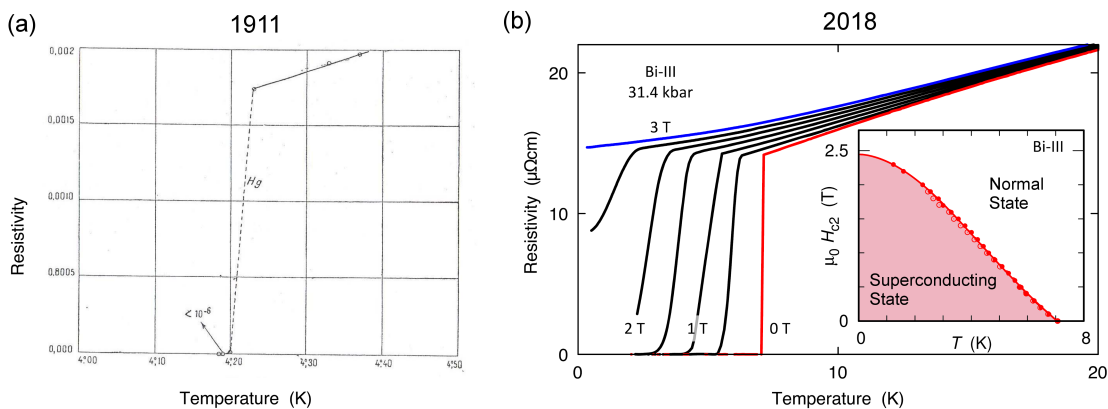 (a)
1911
Resistivity
0,002
0,0015
0,0010
0,0005
0,000
Hg
< 10⁻⁶
4°00
4°10
4°20
4°30
4°40
4°50
Temperature (K)
(b)
2018
Resistivity (μΩcm)
20
10
0
Bi-III
31.4 kbar
3 T
2 T
1 T
0 T
0
10
20
Temperature (K)
μ₀ Hc2 (T)
2.5
0
Bi-III
Normal
State
Superconducting
State
0
T (K)
8